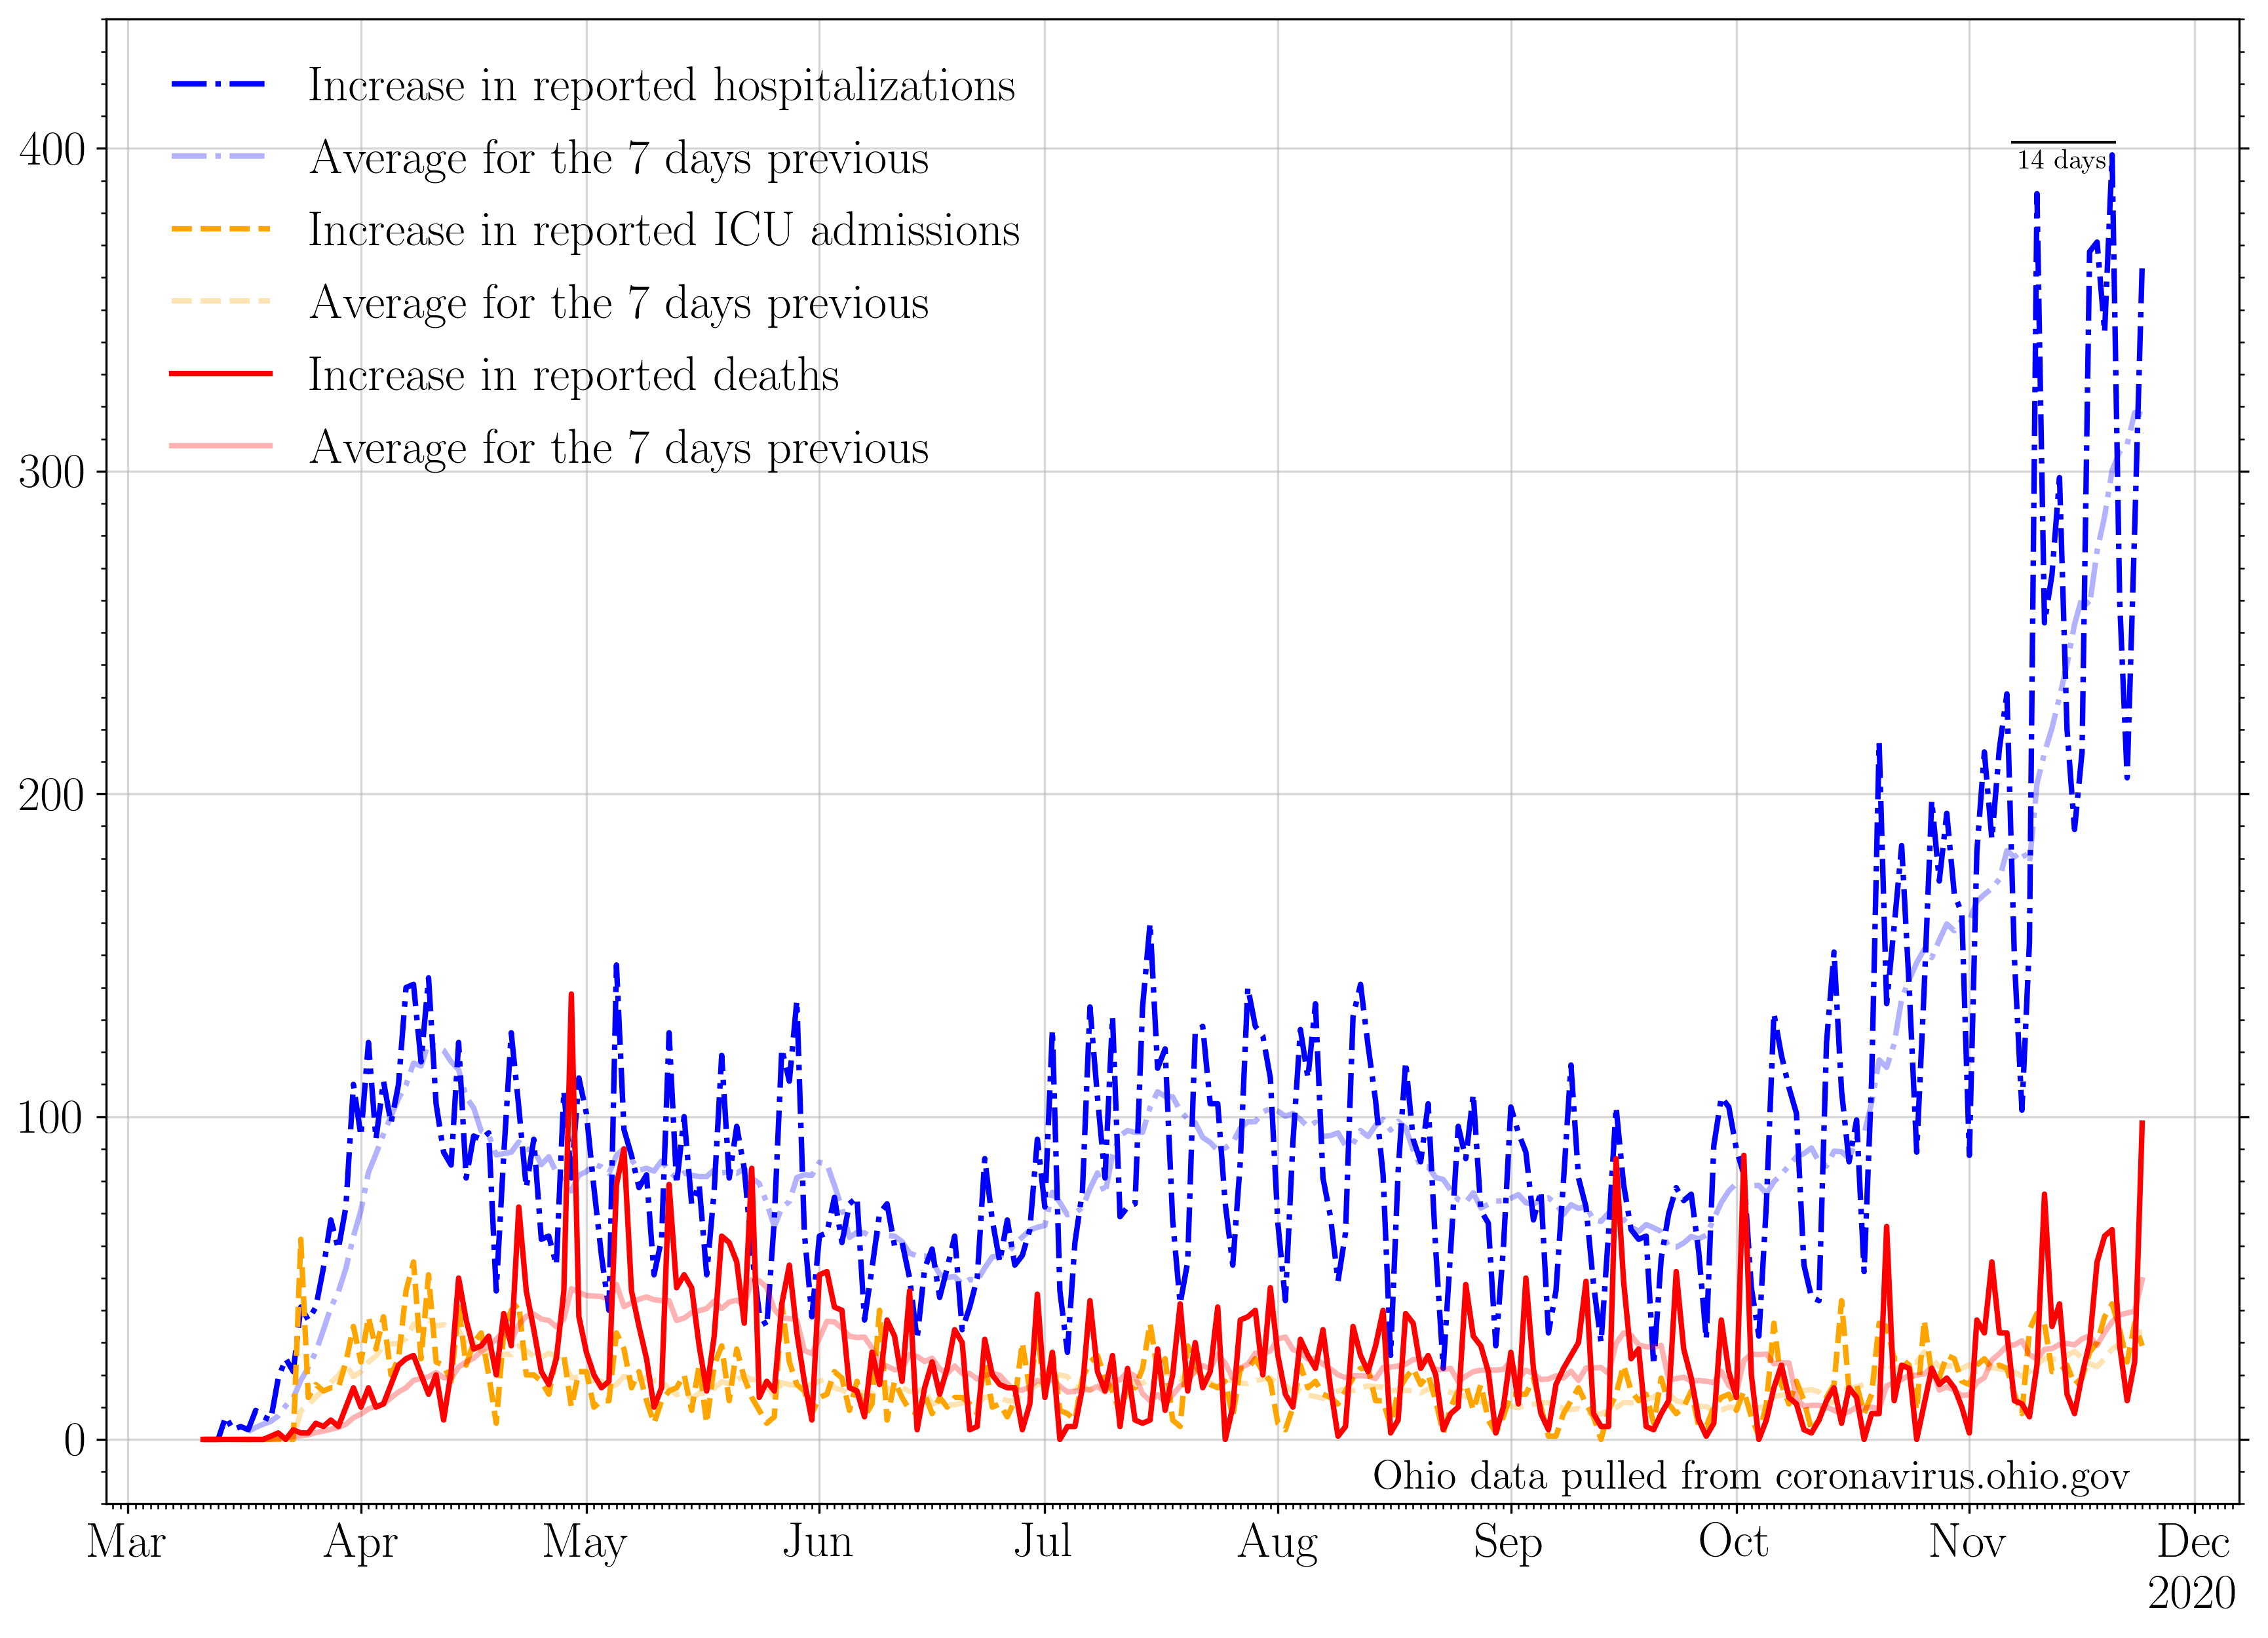 Increase in reported hospitalizations
Average for the 7 days previous
Increase in reported ICU admissions
Average for the 7 days previous
Increase in reported deaths
Average for the 7 days previous
14 days
400
300
200
100
0
Ohio data pulled from coronavirus.ohio.gov
Mar Apr May Jun Jul Aug Sep Oct Nov Dec
2020